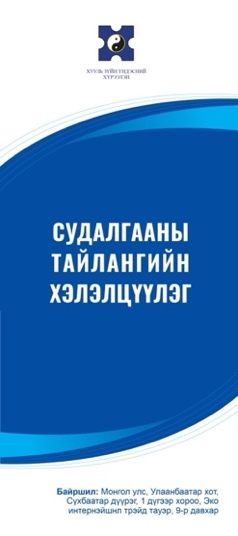 ХУУЛЬ ЗҮЙН ҮНДЭСНИЙ
ХҮРЭЭЛЭН
СУДАЛГААНЫ
ТАЙЛАНГИЙН
ХЭЛЭЛЦҮҮЛЭГ
Байршил: Монгол улс, Улаанбаатар хот,
Сүхбаатар дүүрэг, 1 дүгээр хороо, Эко
интернэйшнл трэйд тауэр, 9-р давхар